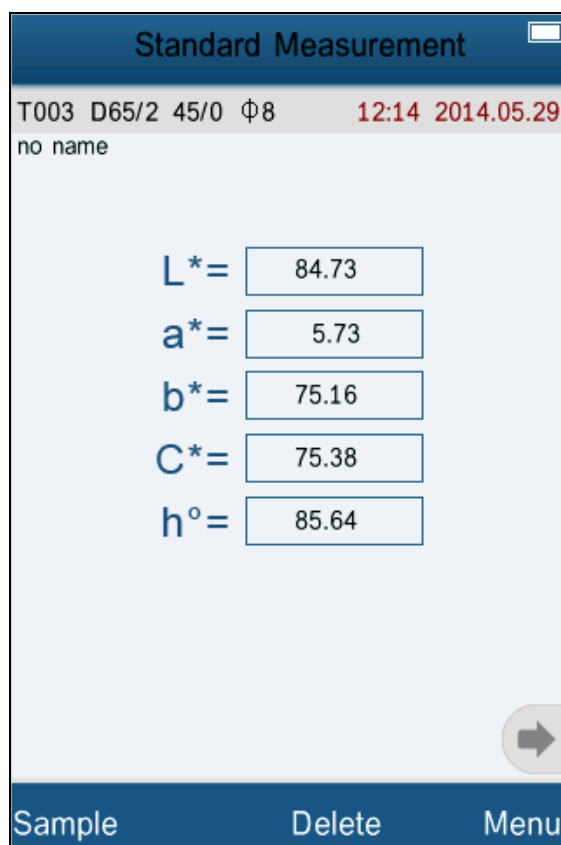 Standard Measurement
T003 D65/2 45/0 Φ8 12:14 2014.05.29
no name
L*= 84.73
a*= 5.73
b*= 75.16
C*= 75.38
h°= 85.64
Sample Delete Menu